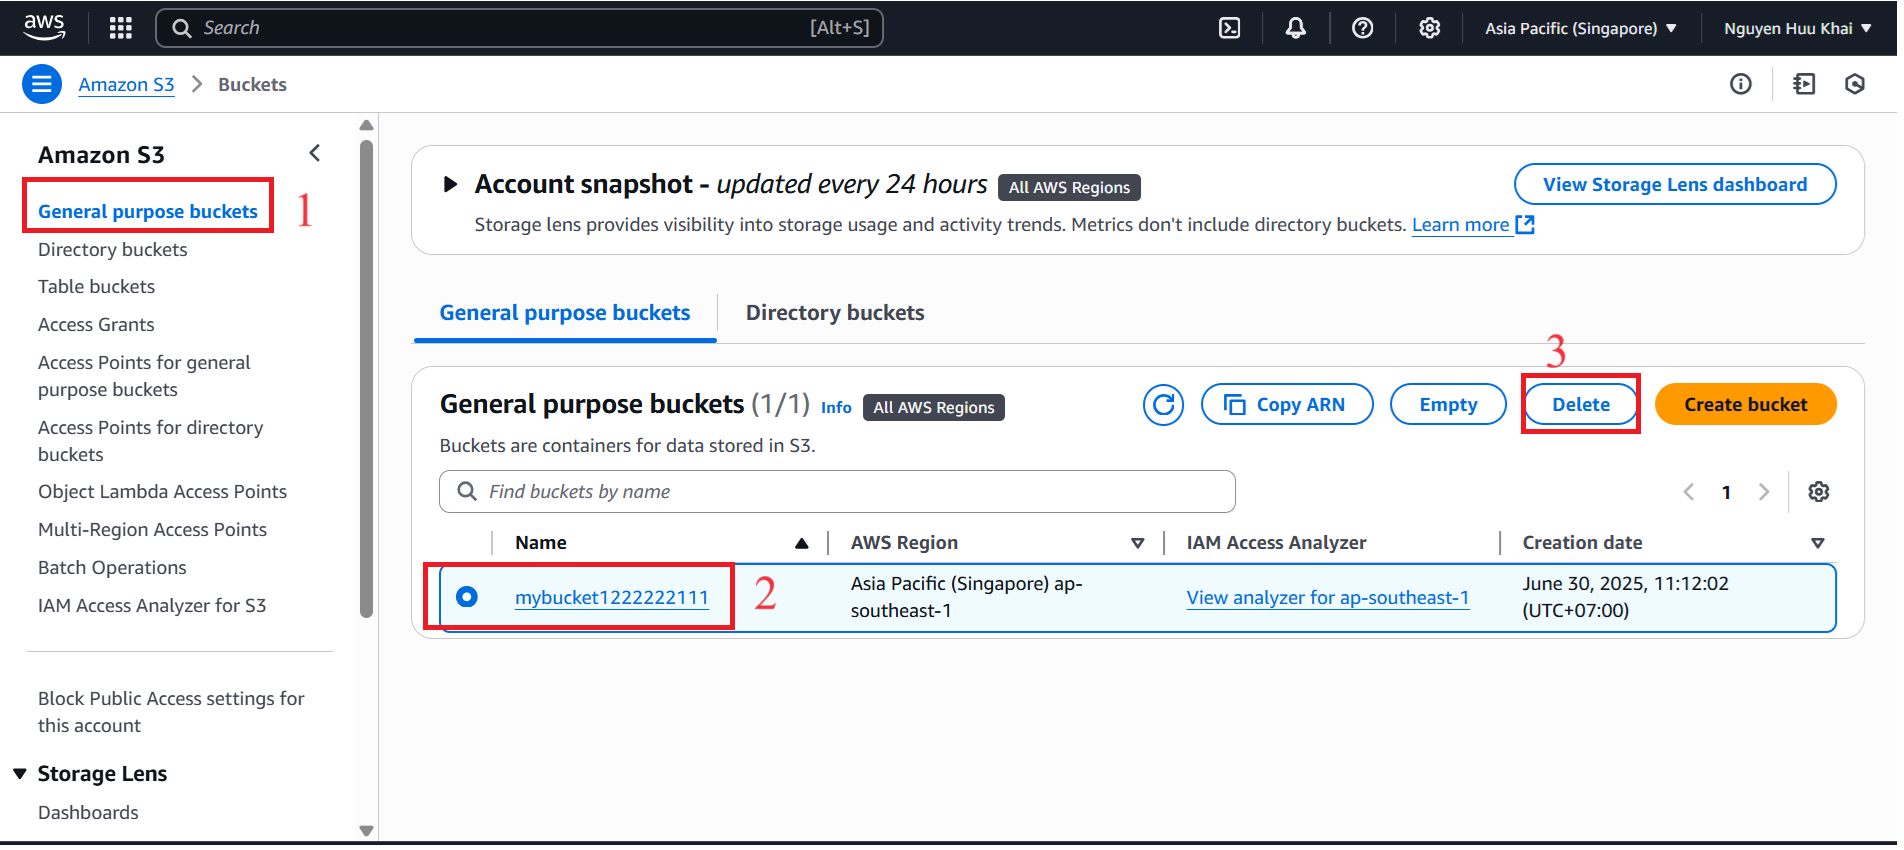 aws
Search [Alt+S]
Asia Pacific (Singapore)
Nguyen Huu Khai
Amazon S3
Buckets
Amazon S3
General purpose buckets
1
Directory buckets
Table buckets
Access Grants
Access Points for general
purpose buckets
Access Points for directory
buckets
Object Lambda Access Points
Multi-Region Access Points
Batch Operations
IAM Access Analyzer for S3
Block Public Access settings for
this account
Storage Lens
Dashboards
Account snapshot - updated every 24 hours All AWS Regions
View Storage Lens dashboard
Storage lens provides visibility into storage usage and activity trends. Metrics don't include directory buckets. Learn more
General purpose buckets
Directory buckets
3
General purpose buckets (1/1) Info All AWS Regions
Copy ARN
Empty
Delete
Create bucket
Buckets are containers for data stored in S3.
Find buckets by name
1
Name
AWS Region
IAM Access Analyzer
Creation date
mybucket1222222111
2
Asia Pacific (Singapore) ap-
southeast-1
View analyzer for ap-southeast-1
June 30, 2025, 11:12:02
(UTC+07:00)